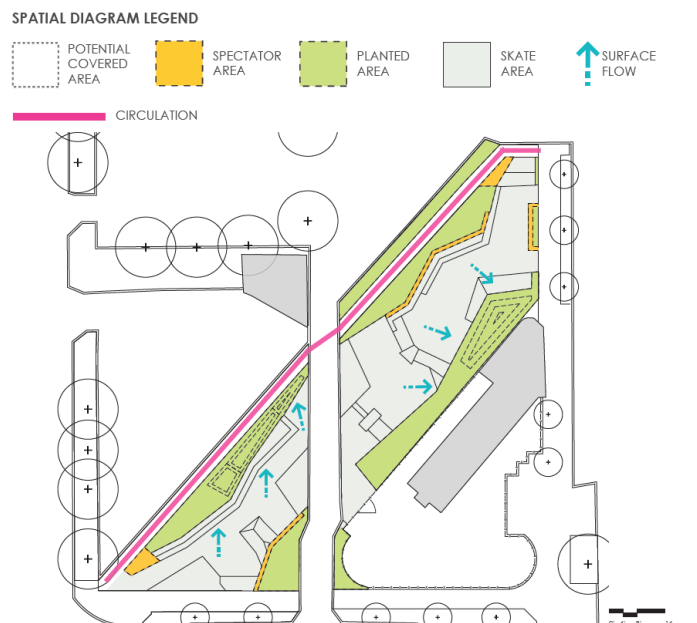 SPATIAL DIAGRAM LEGEND
POTENTIAL
COVERED
AREA
SPECTATOR
AREA
PLANTED
AREA
SKATE
AREA
SURFACE
FLOW
CIRCULATION